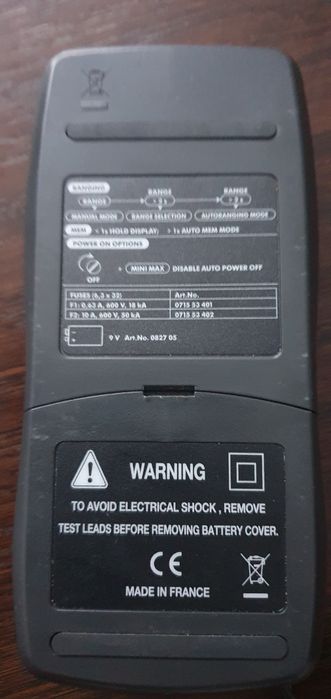 RANGING
RANGE RANGE
RANGE > 1s > 2s
MANUAL MODE RANGE SELECTION AUTORANGING MODE
MEM < 1s HOLD DISPLAY; > 1s AUTO MEM MODE
POWER ON OPTIONS
OFF + MINI MAX DISABLE AUTO POWER OFF
FUSES (6,3 x 32) Art.No.
F1: 0,63 A, 600 V, 18 kA 0715 53 401
F2: 10 A, 600 V, 50 kA 0715 53 402
9 V Art.No. 0827 05
WARNING
TO AVOID ELECTRICAL SHOCK , REMOVE
TEST LEADS BEFORE REMOVING BATTERY COVER.
CE
MADE IN FRANCE